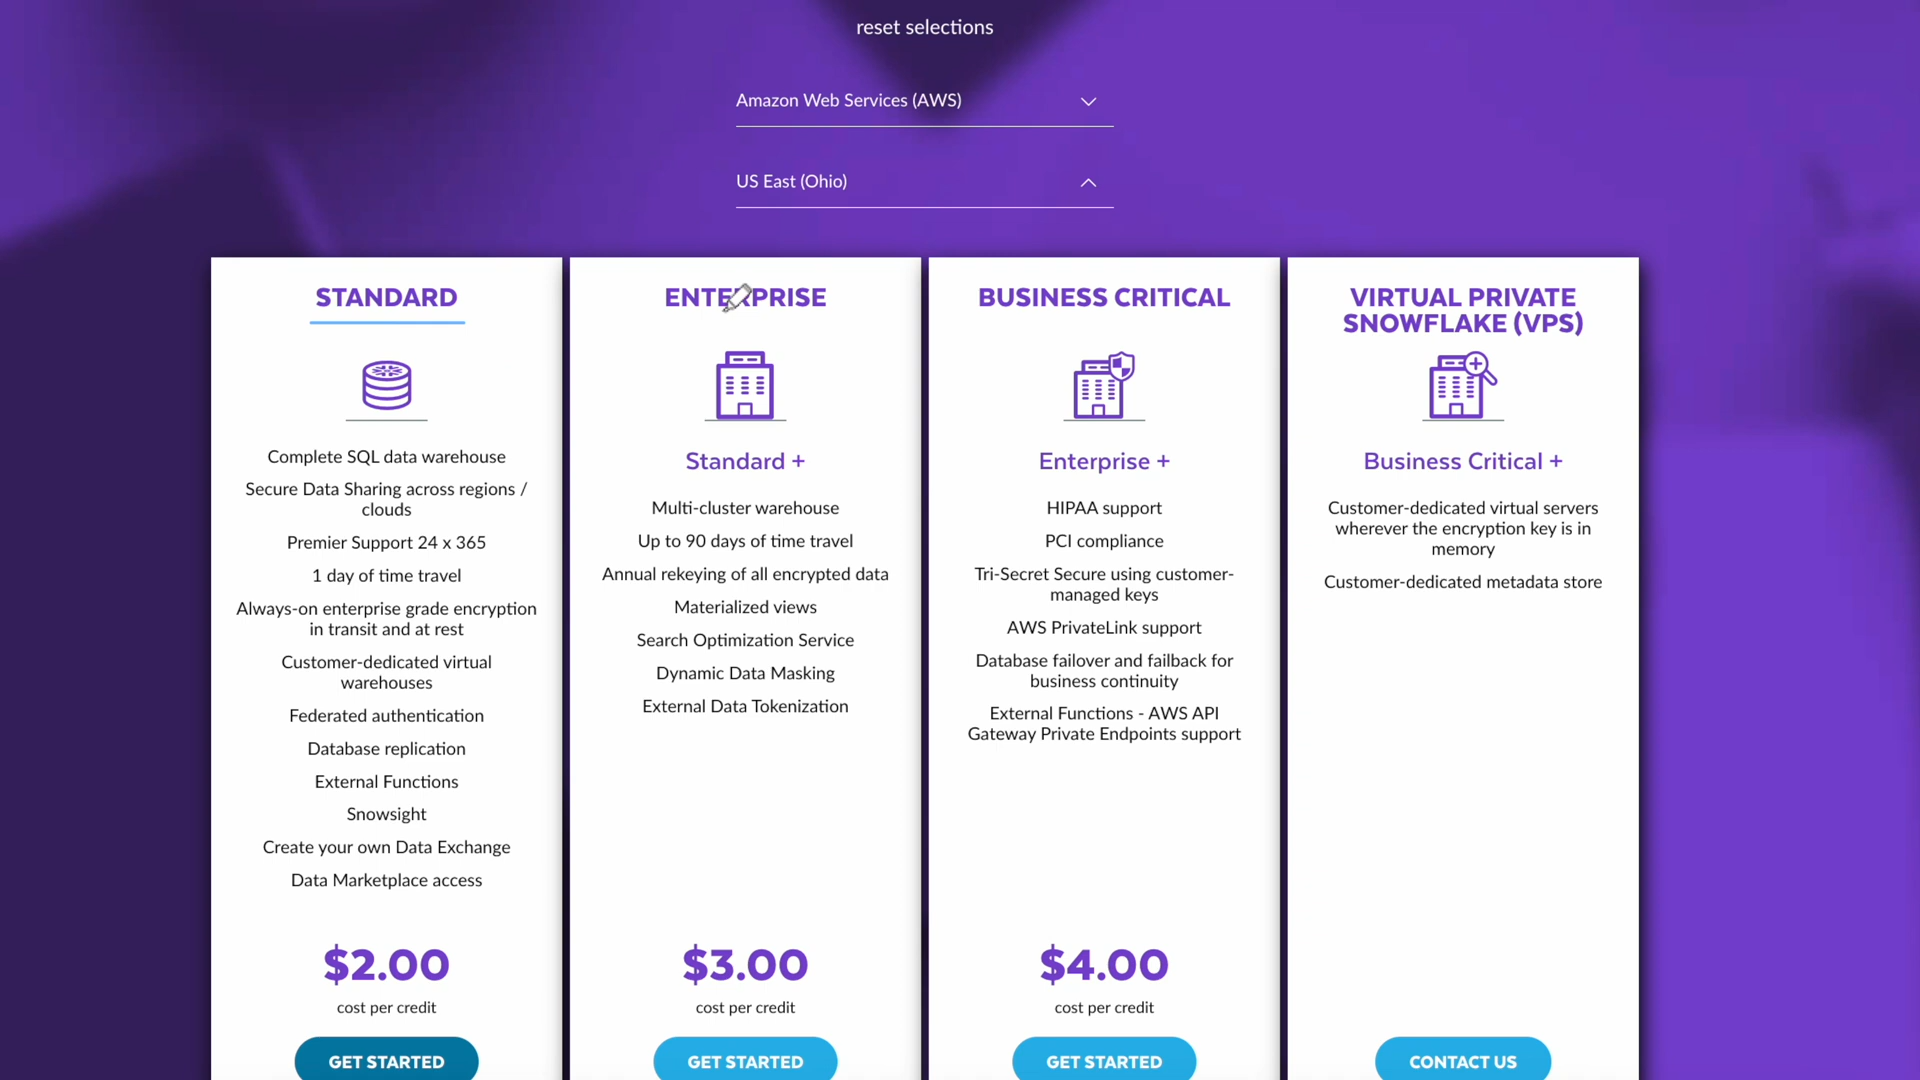 reset selections
Amazon Web Services (AWS)
US East (Ohio)
STANDARD
Complete SQL data warehouse
Secure Data Sharing across regions /
clouds
Premier Support 24 x 365
1 day of time travel
Always-on enterprise grade encryption
in transit and at rest
Customer-dedicated virtual
warehouses
Federated authentication
Database replication
External Functions
Snowsight
Create your own Data Exchange
Data Marketplace access
$2.00
cost per credit
GET STARTED
ENTERPRISE
Standard +
Multi-cluster warehouse
Up to 90 days of time travel
Annual rekeying of all encrypted data
Materialized views
Search Optimization Service
Dynamic Data Masking
External Data Tokenization
$3.00
cost per credit
GET STARTED
BUSINESS CRITICAL
Enterprise +
HIPAA support
PCI compliance
Tri-Secret Secure using customer-
managed keys
AWS PrivateLink support
Database failover and failback for
business continuity
External Functions - AWS API
Gateway Private Endpoints support
$4.00
cost per credit
GET STARTED
VIRTUAL PRIVATE
SNOWFLAKE (VPS)
Business Critical +
Customer-dedicated virtual servers
wherever the encryption key is in
memory
Customer-dedicated metadata store
CONTACT US